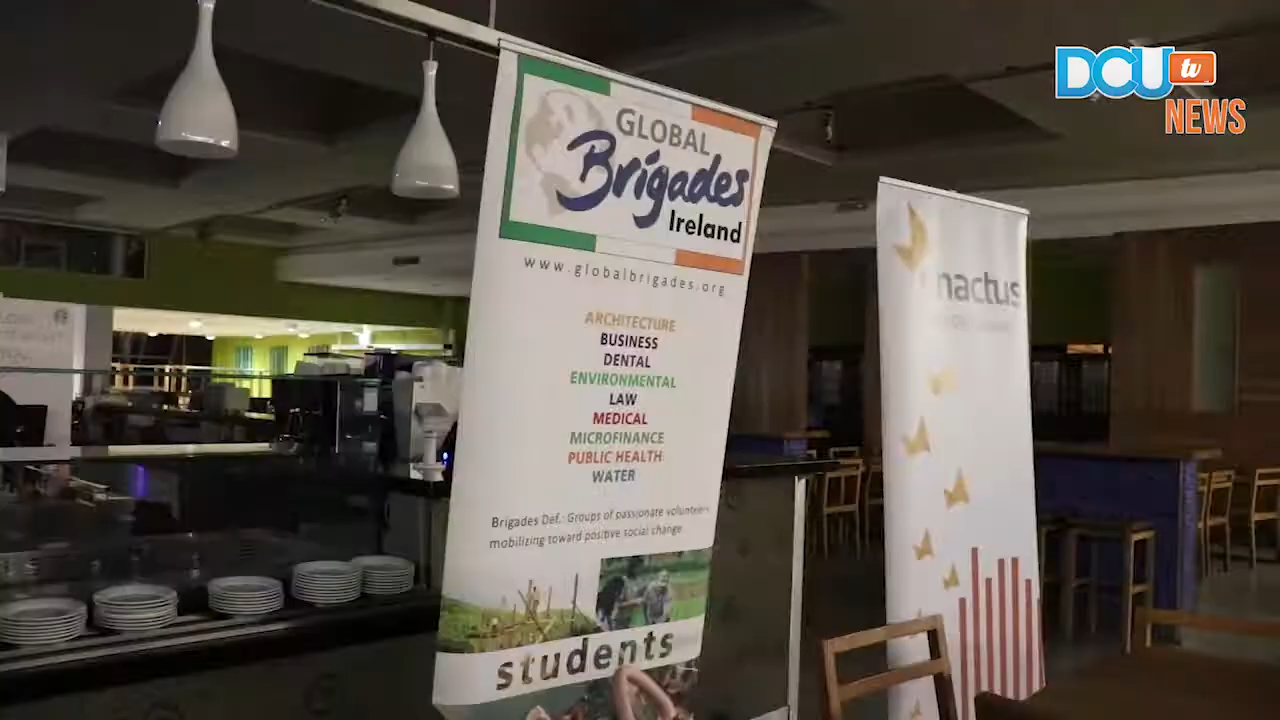 DCU tv
NEWS
GLOBAL
Brigades
Ireland
www.globalbrigades.org
ARCHITECTURE
BUSINESS
DENTAL
ENVIRONMENTAL
LAW
MEDICAL
MICROFINANCE
PUBLIC HEALTH
WATER
Brigades Def.: Groups of passionate volunteers
mobilizing toward positive social change.
students
nactus